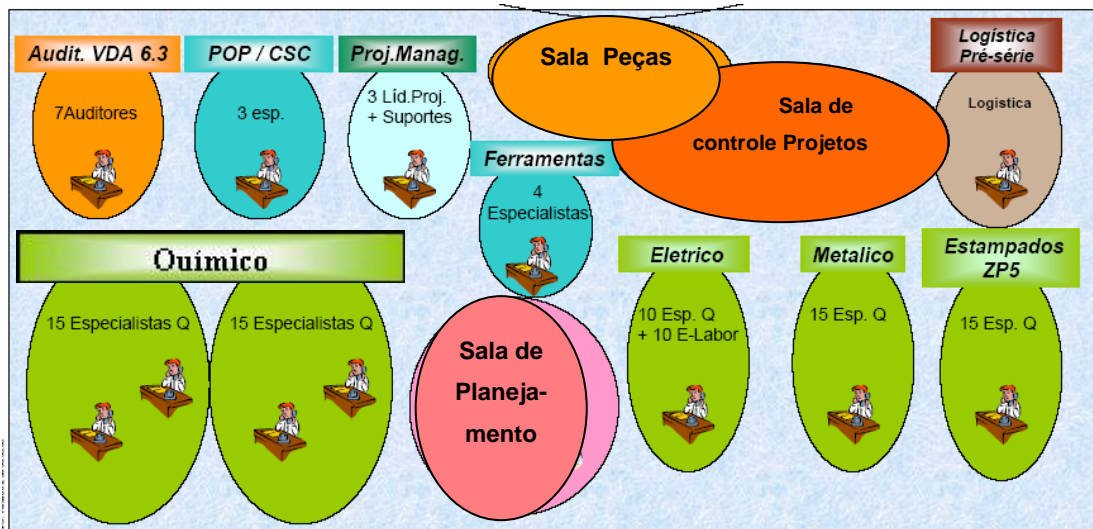 Audit. VDA 6.3
7Auditores
POP / CSC
3 esp.
Proj.Manag.
3 Líd.Proj.
+ Suportes
Sala Peças
Sala de
controle Projetos
Logística
Pré-série
Logistica
Ferramentas
4
Especialistas
Químico
15 Especialistas Q
15 Especialistas Q
Sala de
Planeja-
mento
Eletrico
10 Esp. Q
+ 10 E-Labor
Metalico
15 Esp. Q
Estampados
ZP5
15 Esp. Q